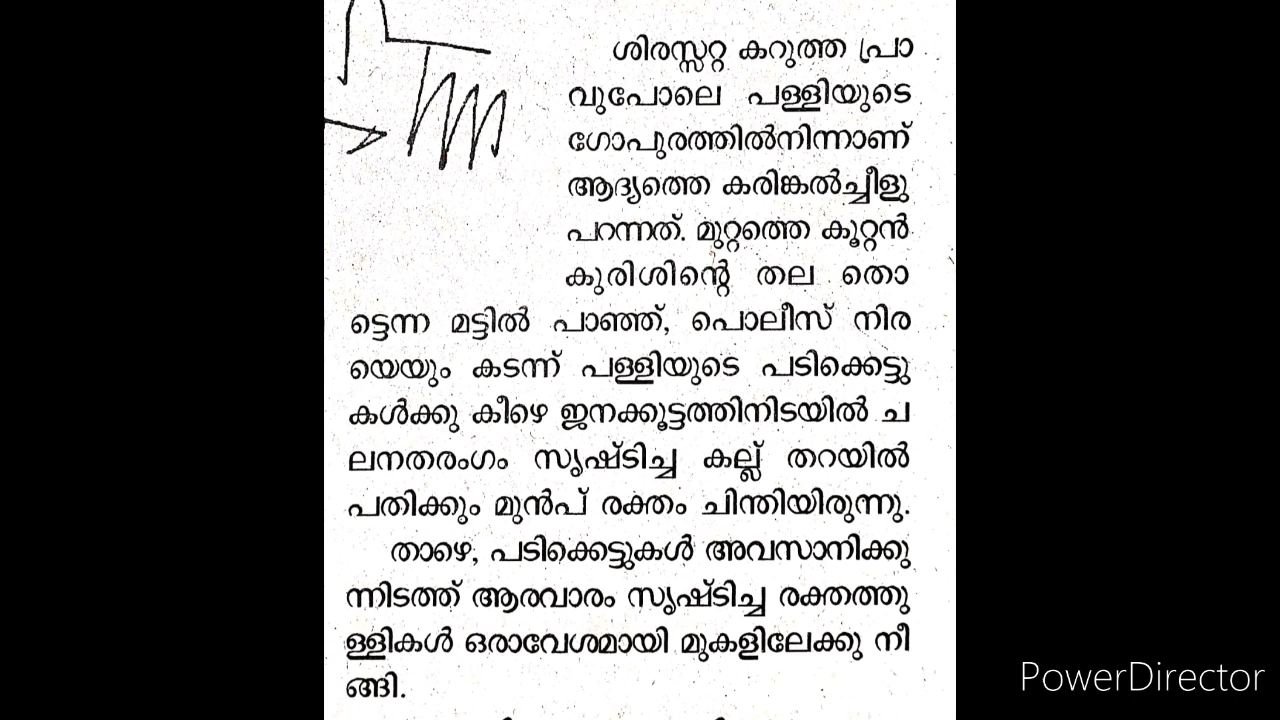 ശിരസ്സറ്റ കറുത്ത പ്രാ
വുപോലെ പള്ളിയുടെ
ഗോപുരത്തിൽനിന്നാണ്
ആദ്യത്തെ കരിങ്കൽച്ചീളു
പറന്നത്. മുറ്റത്തെ കൂറ്റൻ
കുരിശിന്റെ തല തൊ
ട്ടെന്ന മട്ടിൽ പാഞ്ഞ്, പൊലീസ് നിര
യെയും കടന്ന് പള്ളിയുടെ പടിക്കെട്ടു
കൾക്കു കീഴെ ജനക്കൂട്ടത്തിനിടയിൽ ച
ലനതരംഗം സൃഷ്ടിച്ച കല്ല് തറയിൽ
പതിക്കും മുൻപ് രക്തം ചിന്തിയിരുന്നു.
താഴെ, പടിക്കെട്ടുകൾ അവസാനിക്കു
ന്നിടത്ത് ആരവാരം സൃഷ്ടിച്ച രക്തത്തു
ള്ളികൾ ഒരാവേശമായി മുകളിലേക്കു നീ
ങ്ങി.
PowerDirector